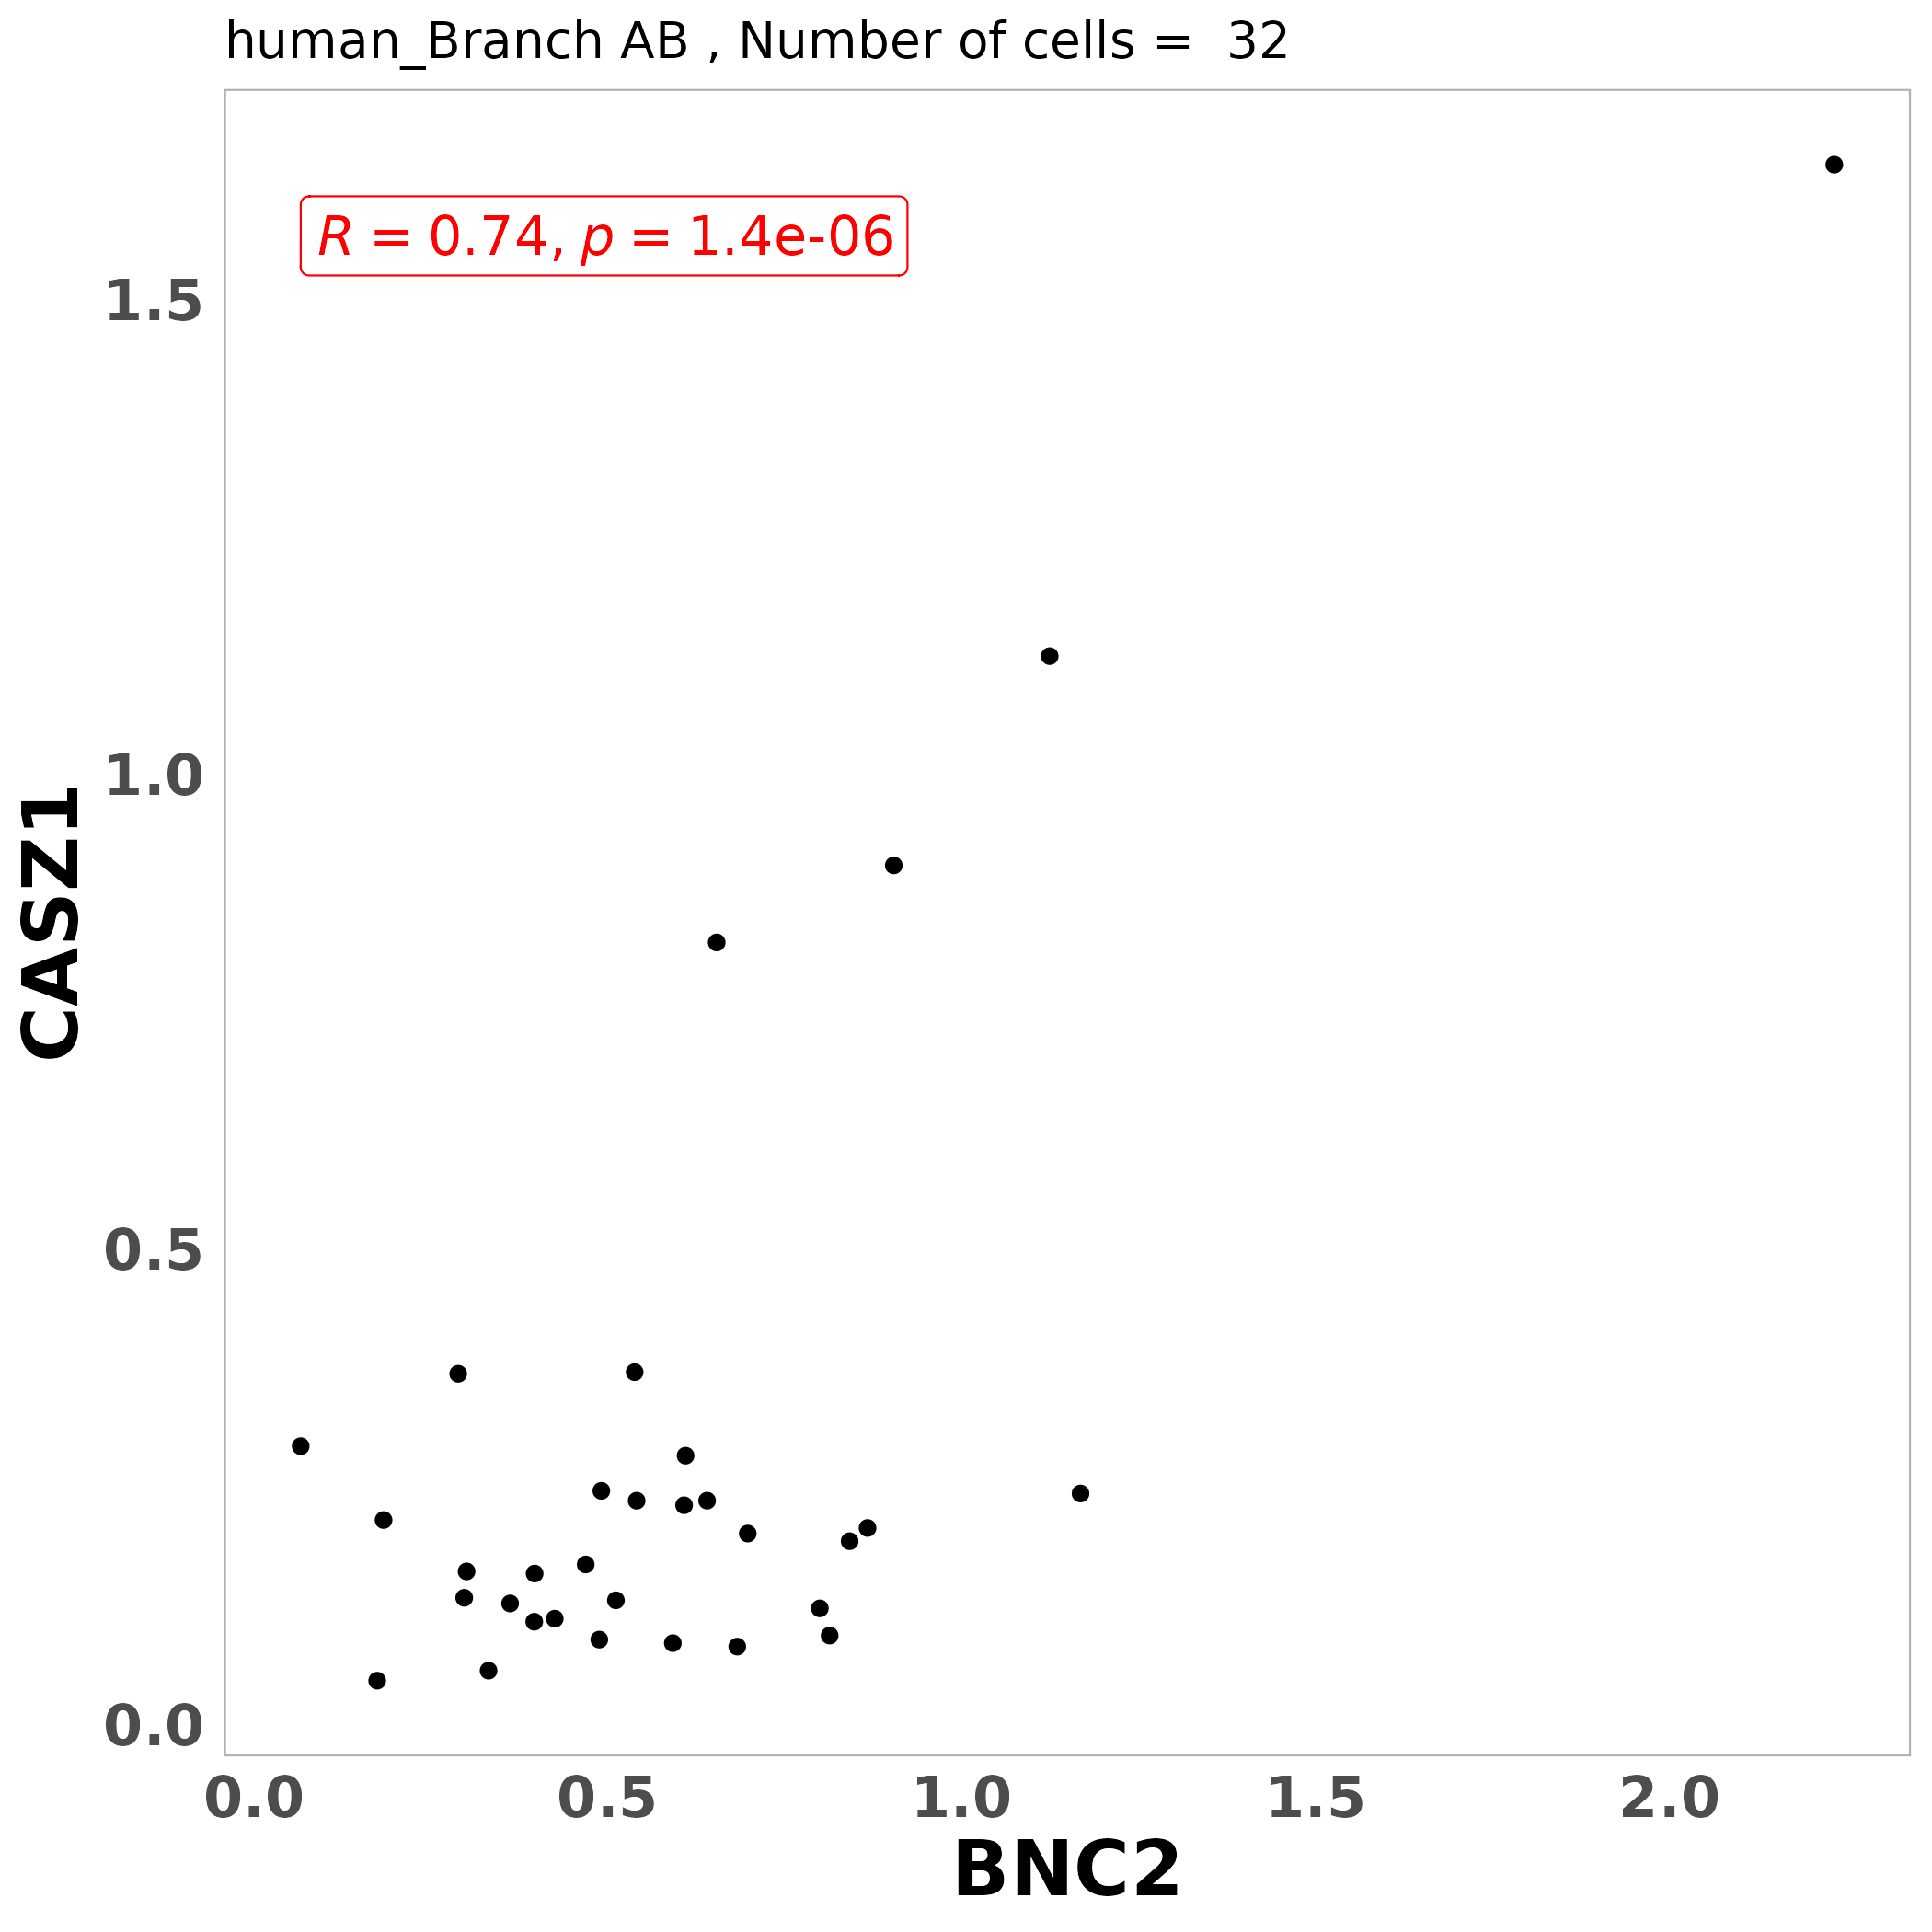 human_Branch AB , Number of cells =  32
R = 0.74, p = 1.4e-06
1.5
1.0
0.5
0.0
CASZ1
0.0 0.5 1.0 1.5 2.0
BNC2